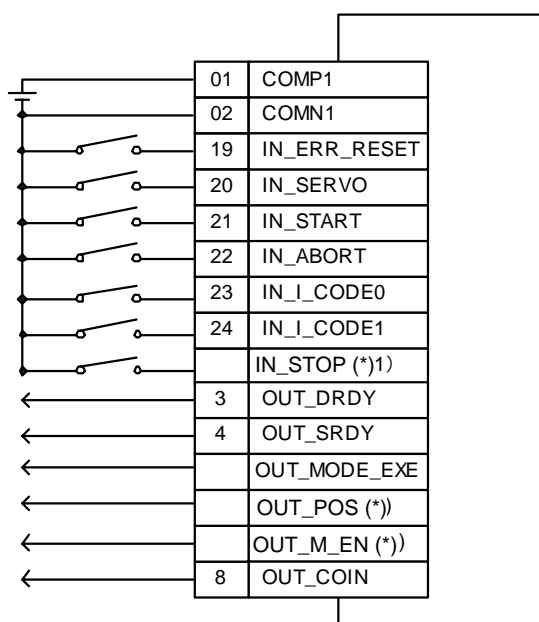 01 COMP1
02 COMN1
19 IN_ERR_RESET
20 IN_SERVO
21 IN_START
22 IN_ABORT
23 IN_I_CODE0
24 IN_I_CODE1
IN_STOP (*)1)
3 OUT_DRDY
4 OUT_SRDY
OUT_MODE_EXE
OUT_POS (*))
OUT_M_EN (*))
8 OUT_COIN